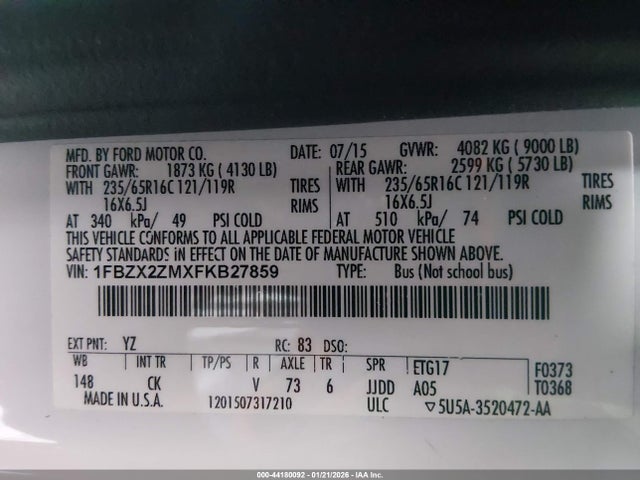 MFD. BY FORD MOTOR CO. DATE: 07/15 GVWR: 4082 KG ( 9000 LB)
FRONT GAWR: 1873 KG ( 4130 LB) REAR GAWR: 2599 KG ( 5730 LB)
WITH 235/65R16C 121/119R TIRES WITH 235/65R16C 121/119R TIRES
16X6.5J RIMS 16X6.5J RIMS
AT 340 kPa/ 49 PSI COLD AT 510 kPa/ 74 PSI COLD
THIS VEHICLE CONFORMS TO ALL APPLICABLE FEDERAL MOTOR VEHICLE
SAFETY STANDARDS IN EFFECT ON THE DATE OF MANUFACTURE SHOWN ABOVE.
VIN: 1FBZX2ZMXFKB27859 TYPE: Bus (Not school bus)
EXT PNT: YZ RC: 83 DSO:
WB INT TR TP/PS R AXLE TR SPR ETG17 F0373
148 CK V 73 6 JJDD A05 T0368
MADE IN U.S.A. 1201507317210 ULC ▽5U5A-3520472-AA
000-44180092 - 01/21/2026 - IAA Inc.